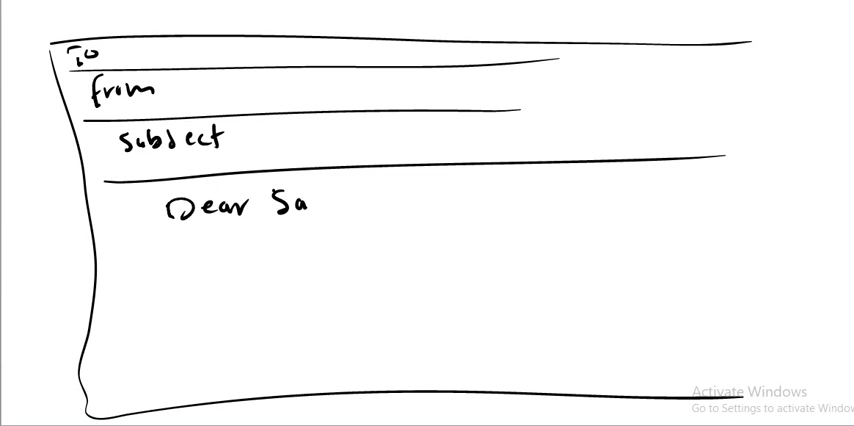 To
from
subject
Dear Sa
Activate Windows
Go to Settings to activate Window